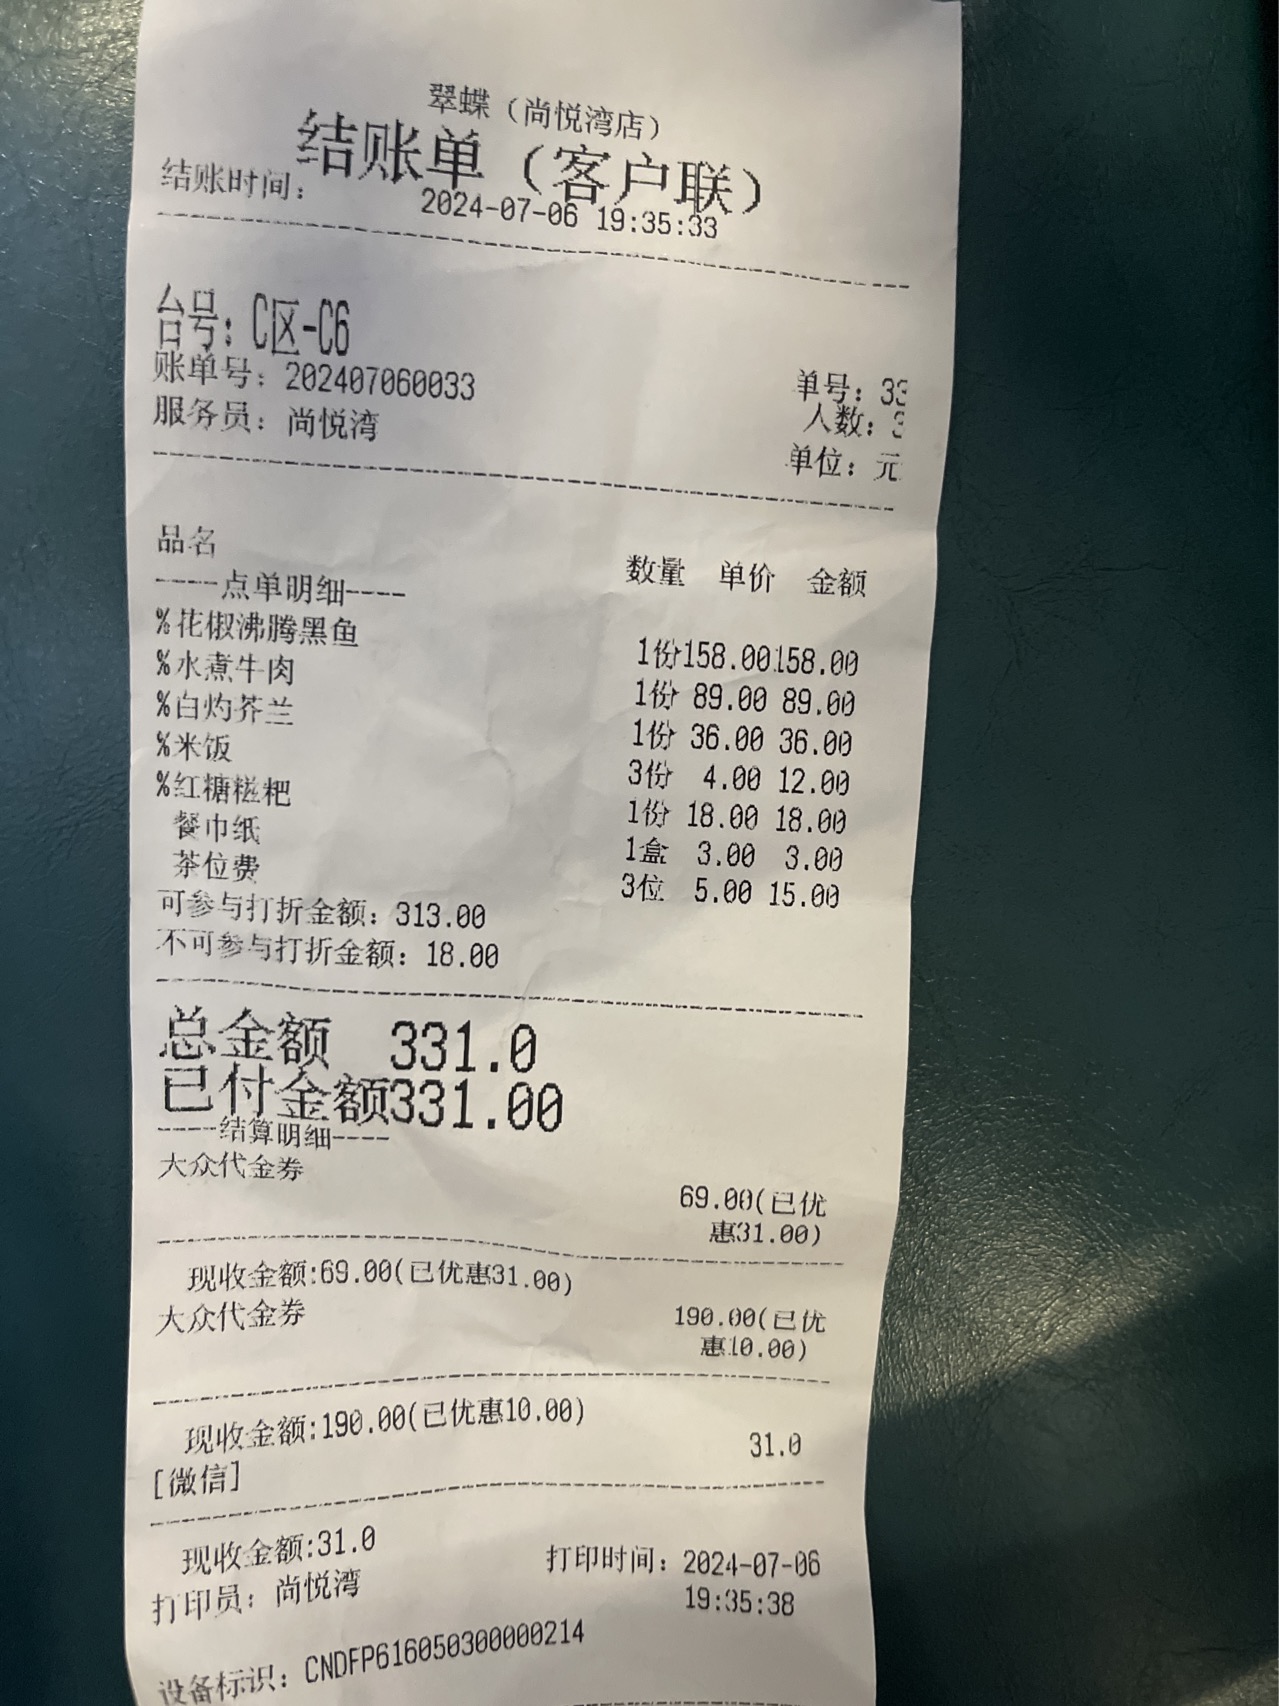 翠蝶（尚悦湾店）
结账单（客户联）
结账时间： 2024-07-06 19:35:33
台号：C区-C6
账单号：202407060033 单号：33
服务员：尚悦湾 人数：3
单位：元
品名 数量 单价 金额
----点单明细----
%花椒沸腾黑鱼 1份 158.00 158.00
%水煮牛肉 1份 89.00 89.00
%白灼芥兰 1份 36.00 36.00
%米饭 3份 4.00 12.00
%红糖糍粑 1份 18.00 18.00
餐巾纸 1盒 3.00 3.00
茶位费 3位 5.00 15.00
可参与打折金额：313.00
不可参与打折金额：18.00
总金额 331.0
已付金额331.00
----结算明细----
大众代金券
69.00(已优
惠31.00)
现收金额:69.00(已优惠31.00)
大众代金券 190.00(已优
惠10.00)
现收金额:190.00(已优惠10.00)
[微信] 31.0
现收金额:31.0
打印员：尚悦湾 打印时间：2024-07-06
19:35:38
设备标识：CNDFP616050300000214